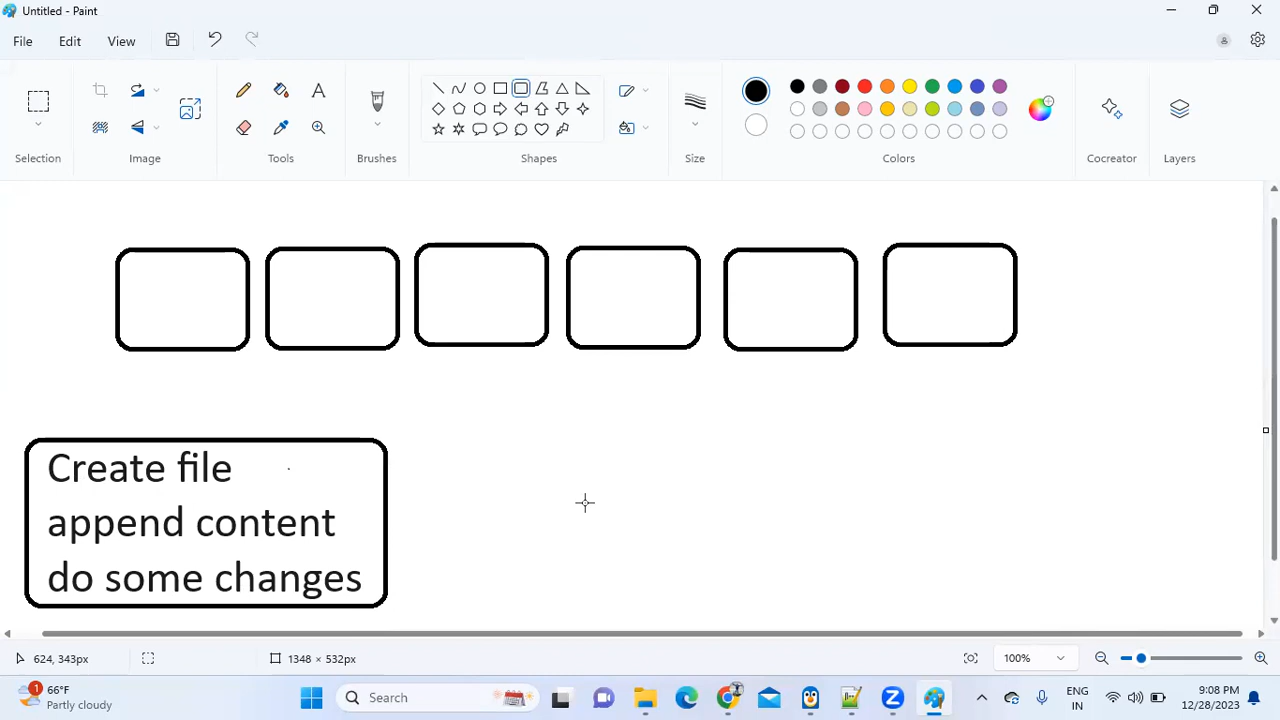 Untitled - Paint
File Edit View
Selection Image Tools Brushes Shapes Size Colors Cocreator Layers
Create file
append content
do some changes
624, 343px 1348 × 532px 100%
66°F
Partly cloudy
1
Search
ENG
IN
9:08 PM
12/28/2023